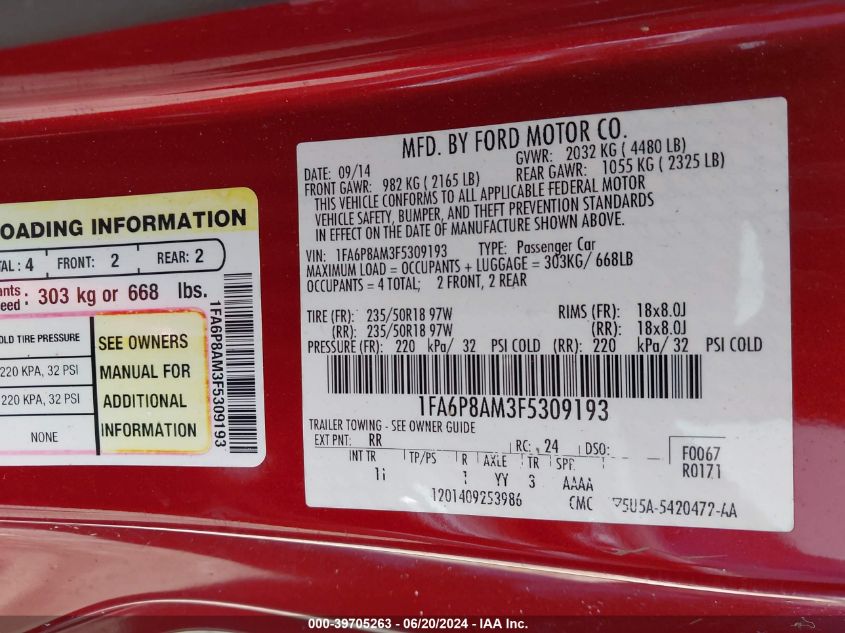 OADING INFORMATION
TAL : 4 FRONT: 2 REAR: 2
303 kg or 668 lbs.
OLD TIRE PRESSURE
220 KPA, 32 PSI
220 KPA, 32 PSI
NONE
SEE OWNERS
MANUAL FOR
ADDITIONAL
INFORMATION
1FA6P8AM3F5309193
MFD. BY FORD MOTOR CO.
DATE: 09/14 GVWR: 2032 KG ( 4480 LB)
FRONT GAWR: 982 KG ( 2165 LB) REAR GAWR: 1055 KG ( 2325 LB)
THIS VEHICLE CONFORMS TO ALL APPLICABLE FEDERAL MOTOR
VEHICLE SAFETY, BUMPER, AND THEFT PREVENTION STANDARDS
IN EFFECT ON THE DATE OF MANUFACTURE SHOWN ABOVE.
VIN: 1FA6P8AM3F5309193 TYPE: Passenger Car
MAXIMUM LOAD = OCCUPANTS + LUGGAGE = 303KG/ 668LB
OCCUPANTS = 4 TOTAL; 2 FRONT, 2 REAR
TIRE (FR): 235/50R18 97W RIMS (FR): 18x8.0J
(RR): 235/50R18 97W (RR): 18x8.0J
PRESSURE (FR): 220 kPa/ 32 PSI COLD (RR): 220 kPa/ 32 PSI COLD
1FA6P8AM3F5309193
TRAILER TOWING - SEE OWNER GUIDE
EXT PNT: RR RC: 24 DSO: F0067
R0171
INT TR TP/PS R AXLE TR SPR
YY 3 AAAA
1201409253986 CMC 5U5A-5420472-AA
000-39705263 - 06/20/2024 - IAA Inc.